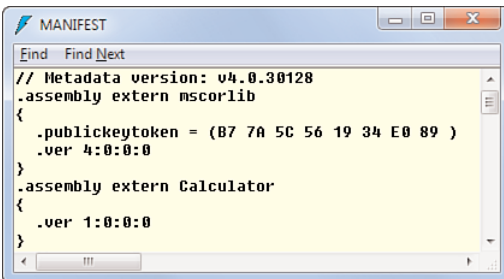 MANIFEST
Find Find Next
// Metadata version: v4.0.30128
.assembly extern mscorlib
{
.publickeytoken = (B7 7A 5C 56 19 34 E0 89 )
.ver 4:0:0:0
}
.assembly extern Calculator
{
.ver 1:0:0:0
}